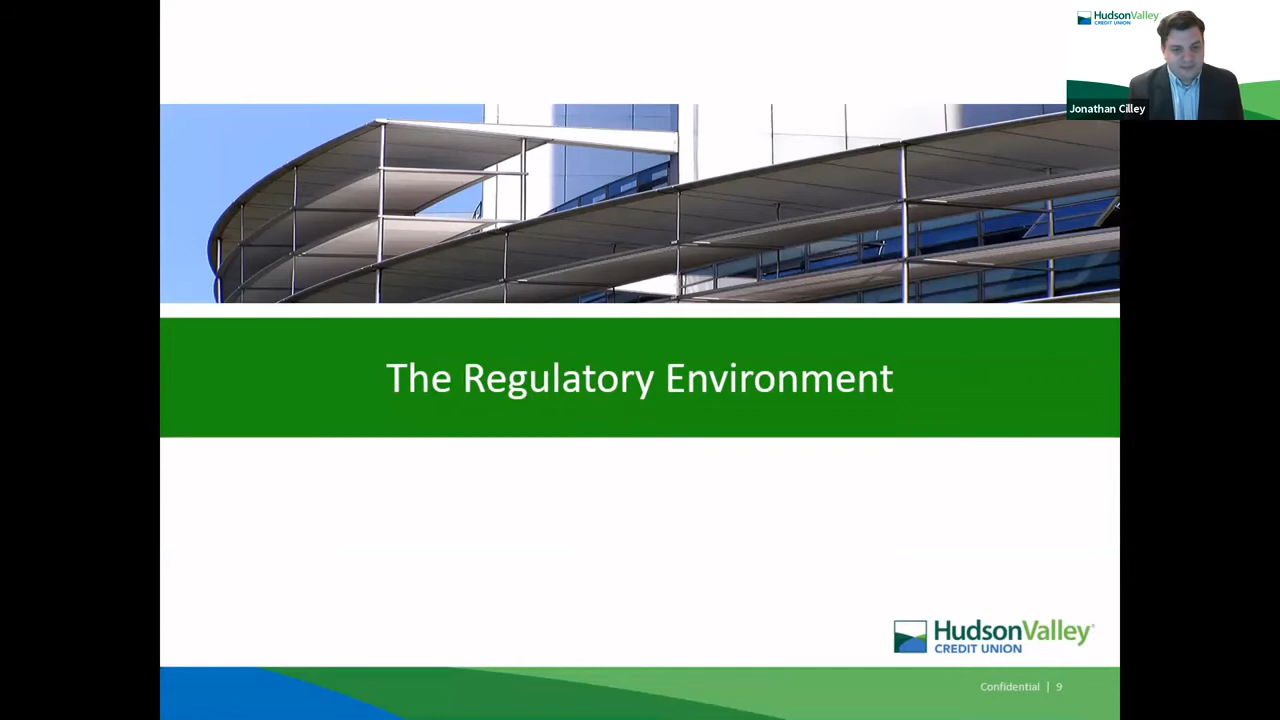 HudsonValley
CREDIT UNION
Jonathan Cilley
The Regulatory Environment
HudsonValley®
CREDIT UNION
Confidential | 9